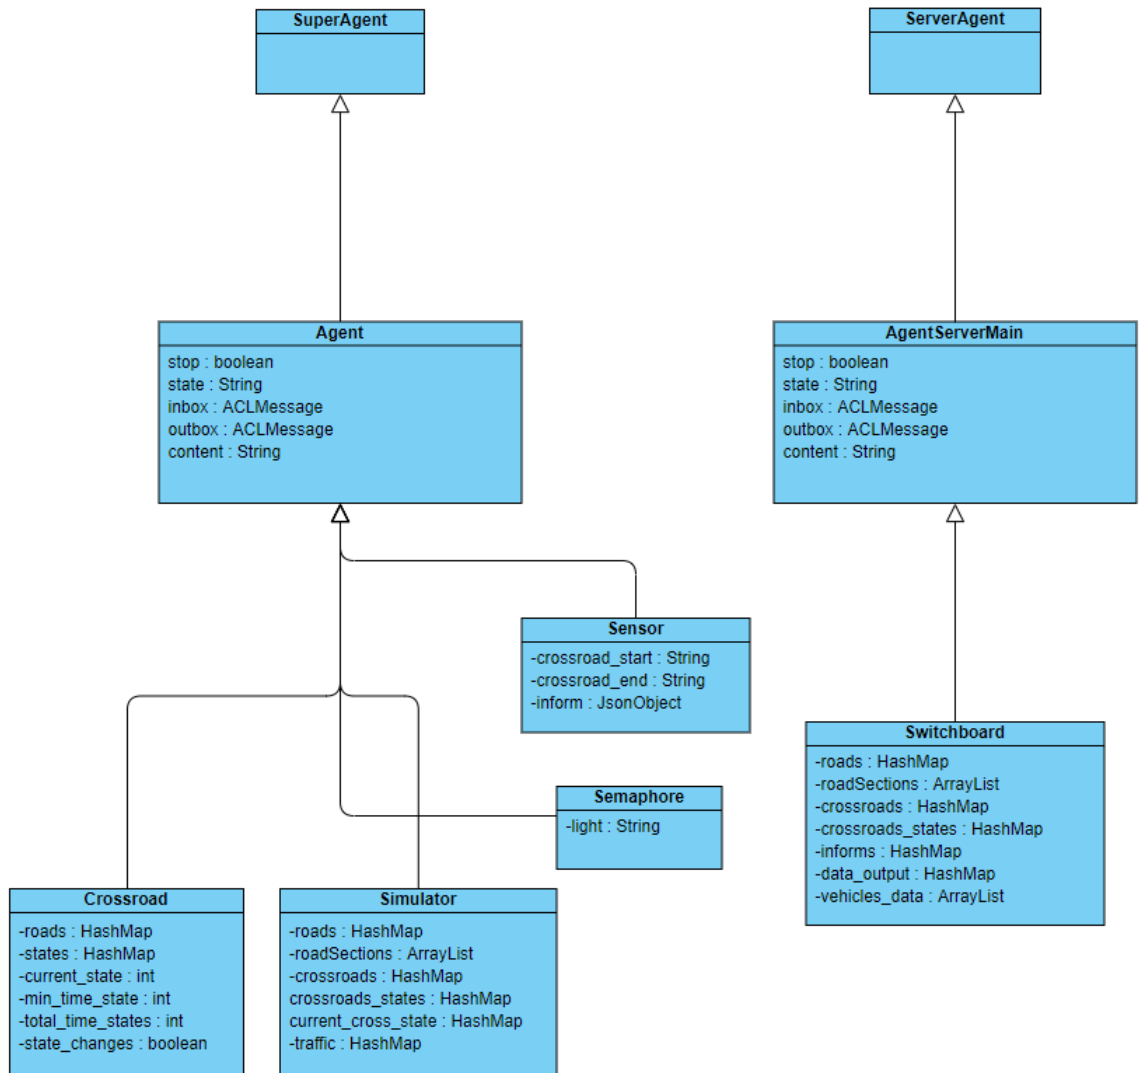 SuperAgent
ServerAgent
Agent
stop : boolean
state : String
inbox : ACLMessage
outbox : ACLMessage
content : String
AgentServerMain
stop : boolean
state : String
inbox : ACLMessage
outbox : ACLMessage
content : String
Sensor
-crossroad_start : String
-crossroad_end : String
-inform : JsonObject
Switchboard
-roads : HashMap
-roadSections : ArrayList
-crossroads : HashMap
-crossroads_states : HashMap
-informs : HashMap
-data_output : HashMap
-vehicles_data : ArrayList
Semaphore
-light : String
Crossroad
-roads : HashMap
-states : HashMap
-current_state : int
-min_time_state : int
-total_time_states : int
-state_changes : boolean
Simulator
-roads : HashMap
-roadSections : ArrayList
-crossroads : HashMap
crossroads_states : HashMap
current_cross_state : HashMap
-traffic : HashMap